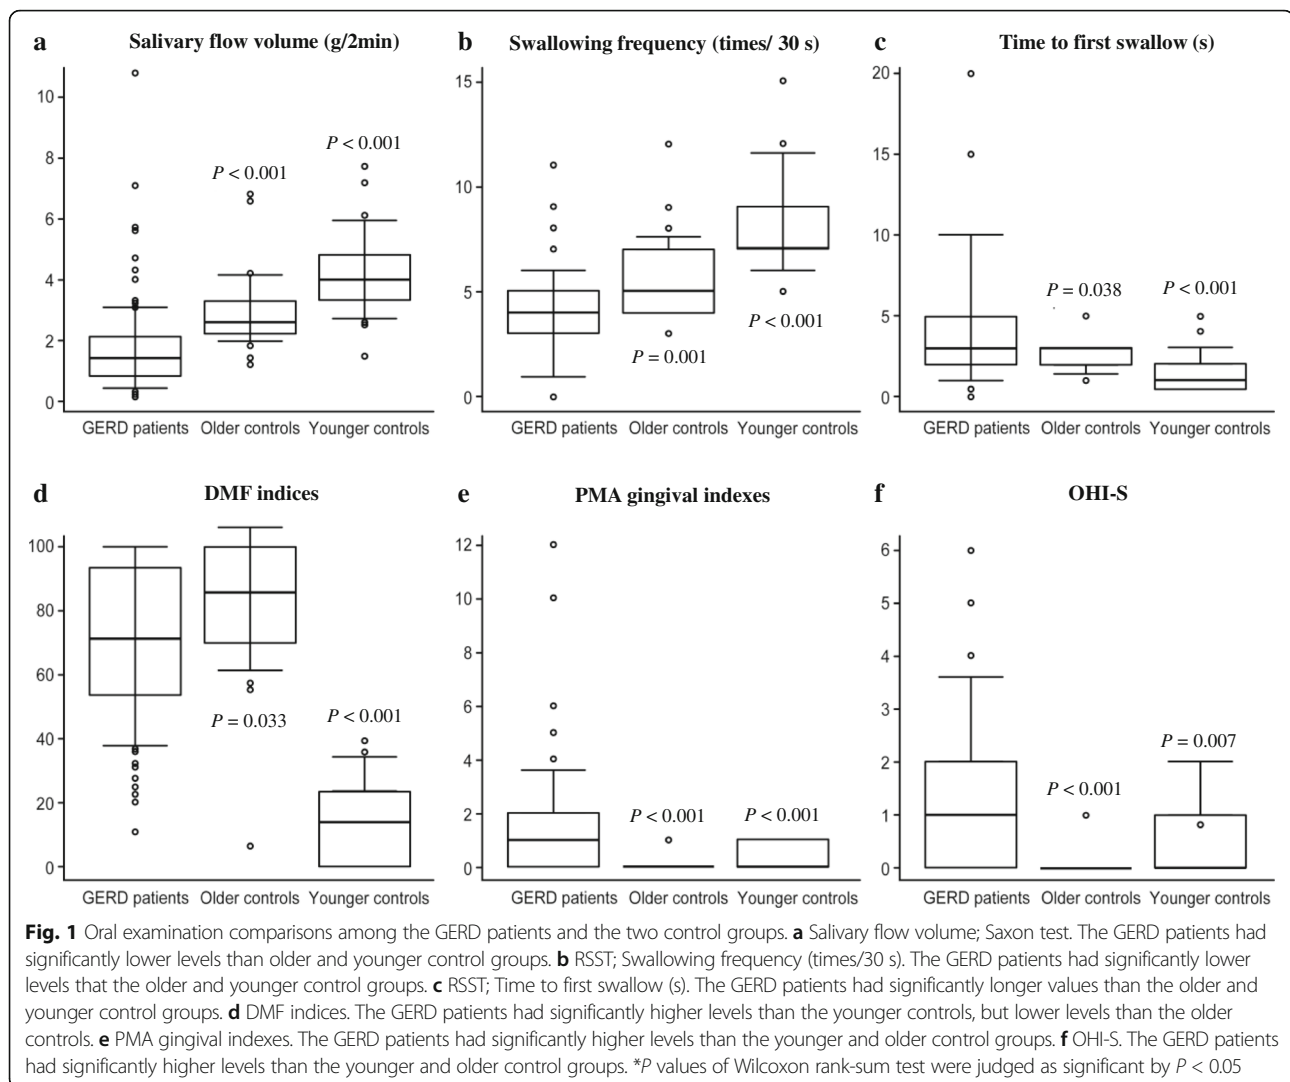 a Salivary flow volume (g/2min)
10
8
6
4
2
0
P < 0.001
P < 0.001
GERD patients Older controls Younger controls
b Swallowing frequency (times/ 30 s)
15
10
5
0
P = 0.001
P < 0.001
GERD patients Older controls Younger controls
c Time to first swallow (s)
20
15
10
5
0
P = 0.038
P < 0.001
GERD patients Older controls Younger controls
d DMF indices
100
80
60
40
20
0
P = 0.033
P < 0.001
GERD patients Older controls Younger controls
e PMA gingival indexes
12
10
8
6
4
2
0
P < 0.001
P < 0.001
GERD patients Older controls Younger controls
f OHI-S
6
5
4
3
2
1
0
P < 0.001
P = 0.007
GERD patients Older controls Younger controls
Fig. 1 Oral examination comparisons among the GERD patients and the two control groups. a Salivary flow volume; Saxon test. The GERD patients had
significantly lower levels than older and younger control groups. b RSST; Swallowing frequency (times/30 s). The GERD patients had significantly lower
levels that the older and younger control groups. c RSST; Time to first swallow (s). The GERD patients had significantly longer values than the older and
younger control groups. d DMF indices. The GERD patients had significantly higher levels than the younger controls, but lower levels than the older
controls. e PMA gingival indexes. The GERD patients had significantly higher levels than the younger and older control groups. f OHI-S. The GERD patients
had significantly higher levels than the younger and older control groups. *P values of Wilcoxon rank-sum test were judged as significant by P < 0.05